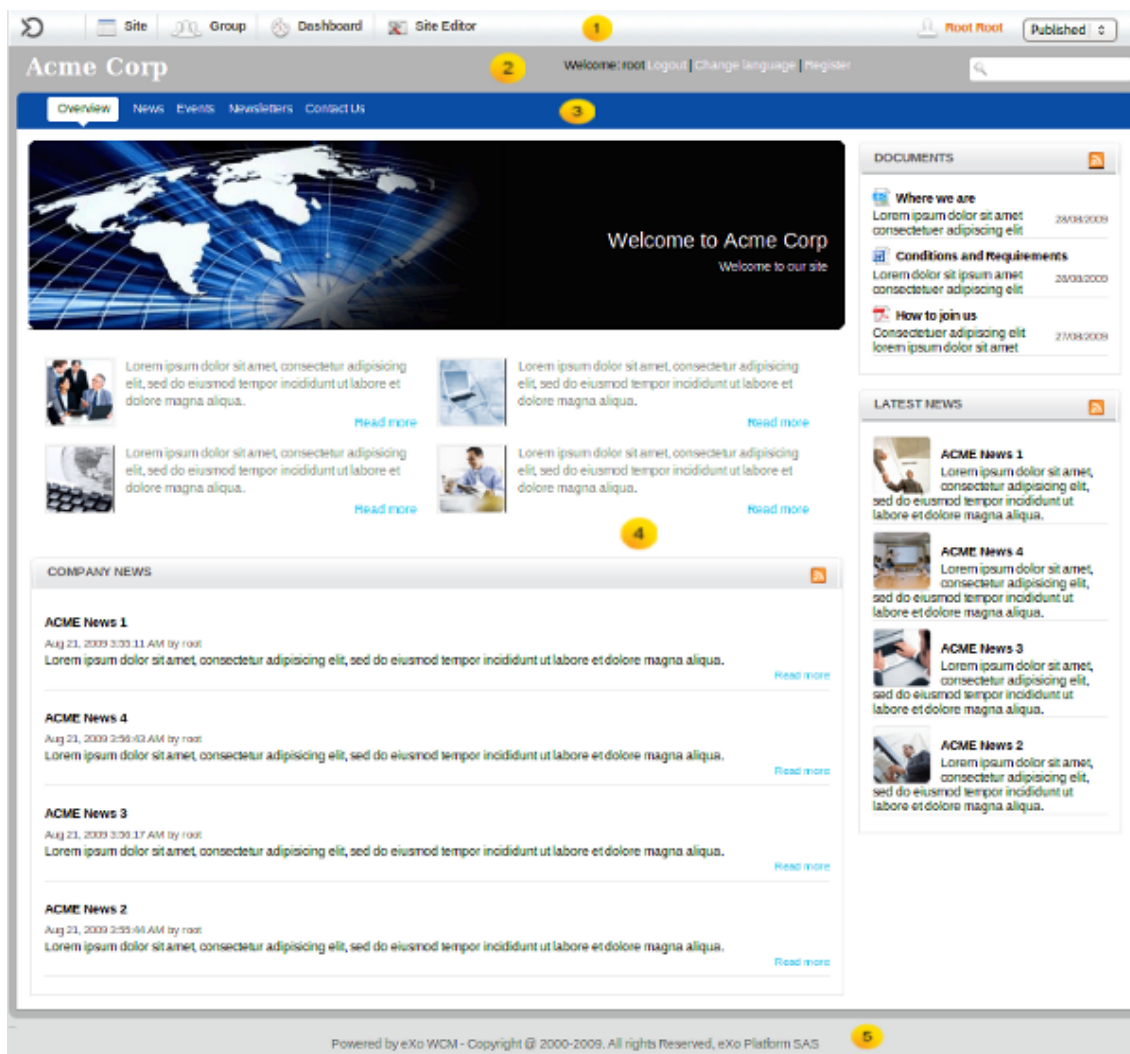 Site Group Dashboard Site Editor 1 Root Root Published
Acme Corp 2 Welcome: root Logout | Change language | Register
Overview News Events Newsletters Contact Us 3
Welcome to Acme Corp
Welcome to our site
Lorem ipsum dolor sit amet, consectetur adipisicing
elit, sed do eiusmod tempor incididunt ut labore et
dolore magna aliqua.
Read more
Lorem ipsum dolor sit amet, consectetur adipisicing
elit, sed do eiusmod tempor incididunt ut labore et
dolore magna aliqua.
Read more
Lorem ipsum dolor sit amet, consectetur adipisicing
elit, sed do eiusmod tempor incididunt ut labore et
dolore magna aliqua.
Read more
Lorem ipsum dolor sit amet, consectetur adipisicing
elit, sed do eiusmod tempor incididunt ut labore et
dolore magna aliqua.
Read more
4
COMPANY NEWS
ACME News 1
Aug 21, 2009 3:55:11 AM by root
Lorem ipsum dolor sit amet, consectetur adipisicing elit, sed do eiusmod tempor incididunt ut labore et dolore magna aliqua.
Read more
ACME News 4
Aug 21, 2009 3:56:43 AM by root
Lorem ipsum dolor sit amet, consectetur adipisicing elit, sed do eiusmod tempor incididunt ut labore et dolore magna aliqua.
Read more
ACME News 3
Aug 21, 2009 3:56:17 AM by root
Lorem ipsum dolor sit amet, consectetur adipisicing elit, sed do eiusmod tempor incididunt ut labore et dolore magna aliqua.
Read more
ACME News 2
Aug 21, 2009 3:55:44 AM by root
Lorem ipsum dolor sit amet, consectetur adipisicing elit, sed do eiusmod tempor incididunt ut labore et dolore magna aliqua.
Read more
DOCUMENTS
Where we are
Lorem ipsum dolor sit amet
consectetuer adipiscing elit
28/08/2009
Conditions and Requirements
Lorem dolor sit ipsum amet
consectetuer adipiscing elit
28/08/2009
How to join us
Consectetuer adipiscing elit
lorem ipsum dolor sit amet
27/08/2009
LATEST NEWS
ACME News 1
Lorem ipsum dolor sit amet,
consectetur adipisicing elit,
sed do eiusmod tempor incididunt ut
labore et dolore magna aliqua.
ACME News 4
Lorem ipsum dolor sit amet,
consectetur adipisicing elit,
sed do eiusmod tempor incididunt ut
labore et dolore magna aliqua.
ACME News 3
Lorem ipsum dolor sit amet,
consectetur adipisicing elit,
sed do eiusmod tempor incididunt ut
labore et dolore magna aliqua.
ACME News 2
Lorem ipsum dolor sit amet,
consectetur adipisicing elit,
sed do eiusmod tempor incididunt ut
labore et dolore magna aliqua.
Powered by eXo WCM - Copyright @ 2000-2009. All rights Reserved, eXo Platform SAS 5